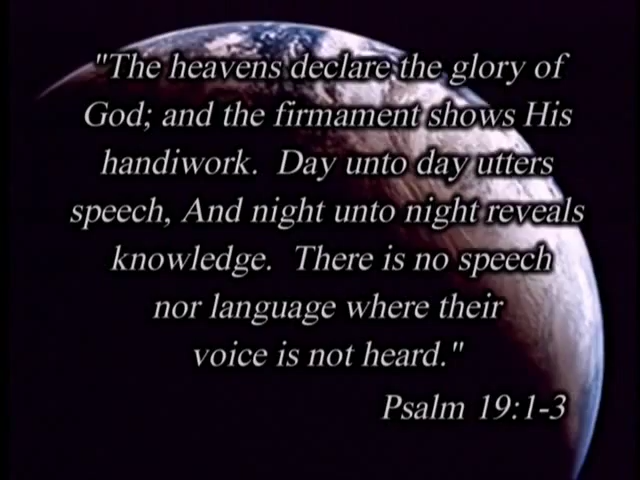 "The heavens declare the glory of
God; and the firmament shows His
handiwork.  Day unto day utters
speech, And night unto night reveals
knowledge.  There is no speech
nor language where their
voice is not heard."
Psalm 19:1-3